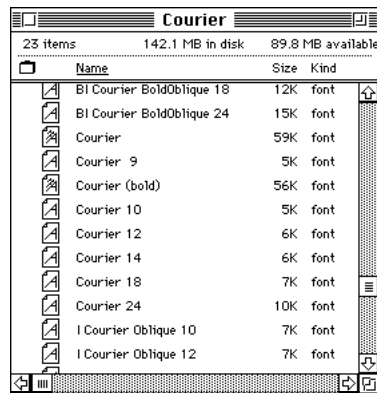 Courier
23 items 142.1 MB in disk 89.8 MB available
Name Size Kind
BI Courier BoldOblique 18 12K font
BI Courier BoldOblique 24 15K font
Courier 59K font
Courier 9 5K font
Courier (bold) 56K font
Courier 10 5K font
Courier 12 6K font
Courier 14 6K font
Courier 18 7K font
Courier 24 10K font
I Courier Oblique 10 7K font
I Courier Oblique 12 7K font